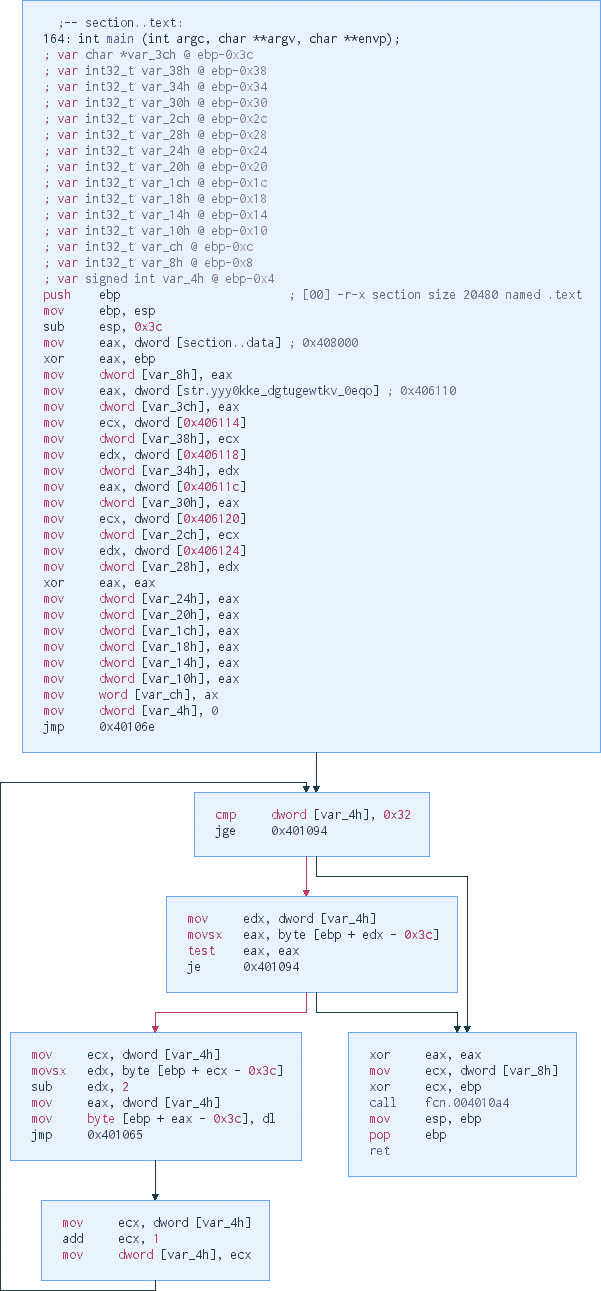 ;-- section..text:
164: int main (int argc, char **argv, char **envp);
; var char *var_3ch @ ebp-0x3c
; var int32_t var_38h @ ebp-0x38
; var int32_t var_34h @ ebp-0x34
; var int32_t var_30h @ ebp-0x30
; var int32_t var_2ch @ ebp-0x2c
; var int32_t var_28h @ ebp-0x28
; var int32_t var_24h @ ebp-0x24
; var int32_t var_20h @ ebp-0x20
; var int32_t var_1ch @ ebp-0x1c
; var int32_t var_18h @ ebp-0x18
; var int32_t var_14h @ ebp-0x14
; var int32_t var_10h @ ebp-0x10
; var int32_t var_ch @ ebp-0xc
; var int32_t var_8h @ ebp-0x8
; var signed int var_4h @ ebp-0x4
push ebp ; [00] -r-x section size 20480 named .text
mov ebp, esp
sub esp, 0x3c
mov eax, dword [section..data] ; 0x408000
xor eax, ebp
mov dword [var_8h], eax
mov eax, dword [str.yyy0kke_dgtugewtkv_0eqo] ; 0x406110
mov dword [var_3ch], eax
mov ecx, dword [0x406114]
mov dword [var_38h], ecx
mov edx, dword [0x406118]
mov dword [var_34h], edx
mov eax, dword [0x40611c]
mov dword [var_30h], eax
mov ecx, dword [0x406120]
mov dword [var_2ch], ecx
mov edx, dword [0x406124]
mov dword [var_28h], edx
xor eax, eax
mov dword [var_24h], eax
mov dword [var_20h], eax
mov dword [var_1ch], eax
mov dword [var_18h], eax
mov dword [var_14h], eax
mov dword [var_10h], eax
mov word [var_ch], ax
mov dword [var_4h], 0
jmp 0x40106e
cmp dword [var_4h], 0x32
jge 0x401094
mov edx, dword [var_4h]
movsx eax, byte [ebp + edx - 0x3c]
test eax, eax
je 0x401094
mov ecx, dword [var_4h]
movsx edx, byte [ebp + ecx - 0x3c]
sub edx, 2
mov eax, dword [var_4h]
mov byte [ebp + eax - 0x3c], dl
jmp 0x401065
xor eax, eax
mov ecx, dword [var_8h]
xor ecx, ebp
call fcn.004010a4
mov esp, ebp
pop ebp
ret
mov ecx, dword [var_4h]
add ecx, 1
mov dword [var_4h], ecx